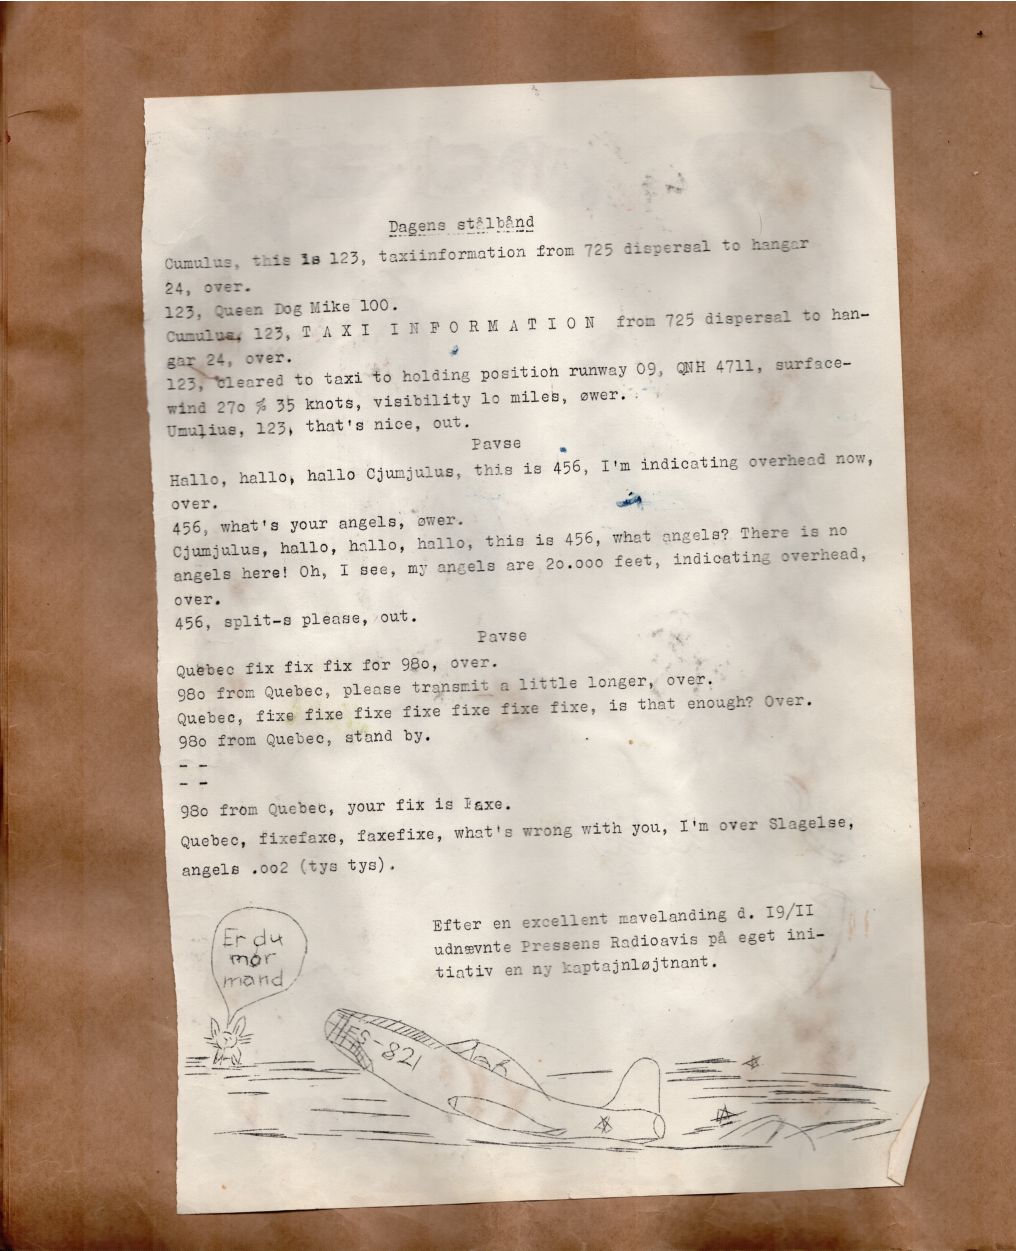 Dagens stålbånd
Cumulus, this is 123, taxiinformation from 725 dispersal to hangar
24, over.
123, Queen Dog Mike 100.
Cumulus, 123, T A X I  I N F O R M A T I O N  from 725 dispersal to han-
gar 24, over.
123, cleared to taxi to holding position runway 09, QNH 4711, surface-
wind 27o % 35 knots, visibility 1o miles, øwer.
Umulius, 123, that's nice, out.
Pavse
Hallo, hallo, hallo Cjumjulus, this is 456, I'm indicating overhead now,
over.
456, what's your angels, øwer.
Cjumjulus, hallo, hallo, hallo, this is 456, what angels? There is no
angels here! Oh, I see, my angels are 2o.ooo feet, indicating overhead,
over.
456, split-s please, out.
Pavse
Quebec fix fix fix for 98o, over.
98o from Quebec, please transmit a little longer, over.
Quebec, fixe fixe fixe fixe fixe fixe fixe, is that enough? Over.
98o from Quebec, stand by.
- -
- -
98o from Quebec, your fix is Faxe.
Quebec, fixefaxe, faxefixe, what's wrong with you, I'm over Slagelse,
angels .oo2 (tys tys).
Efter en excellent mavelanding d. I9/II
udnævnte Pressens Radioavis på eget ini-
tiativ en ny kaptajnløjtnant.
Er du
mør
mand
ES-821